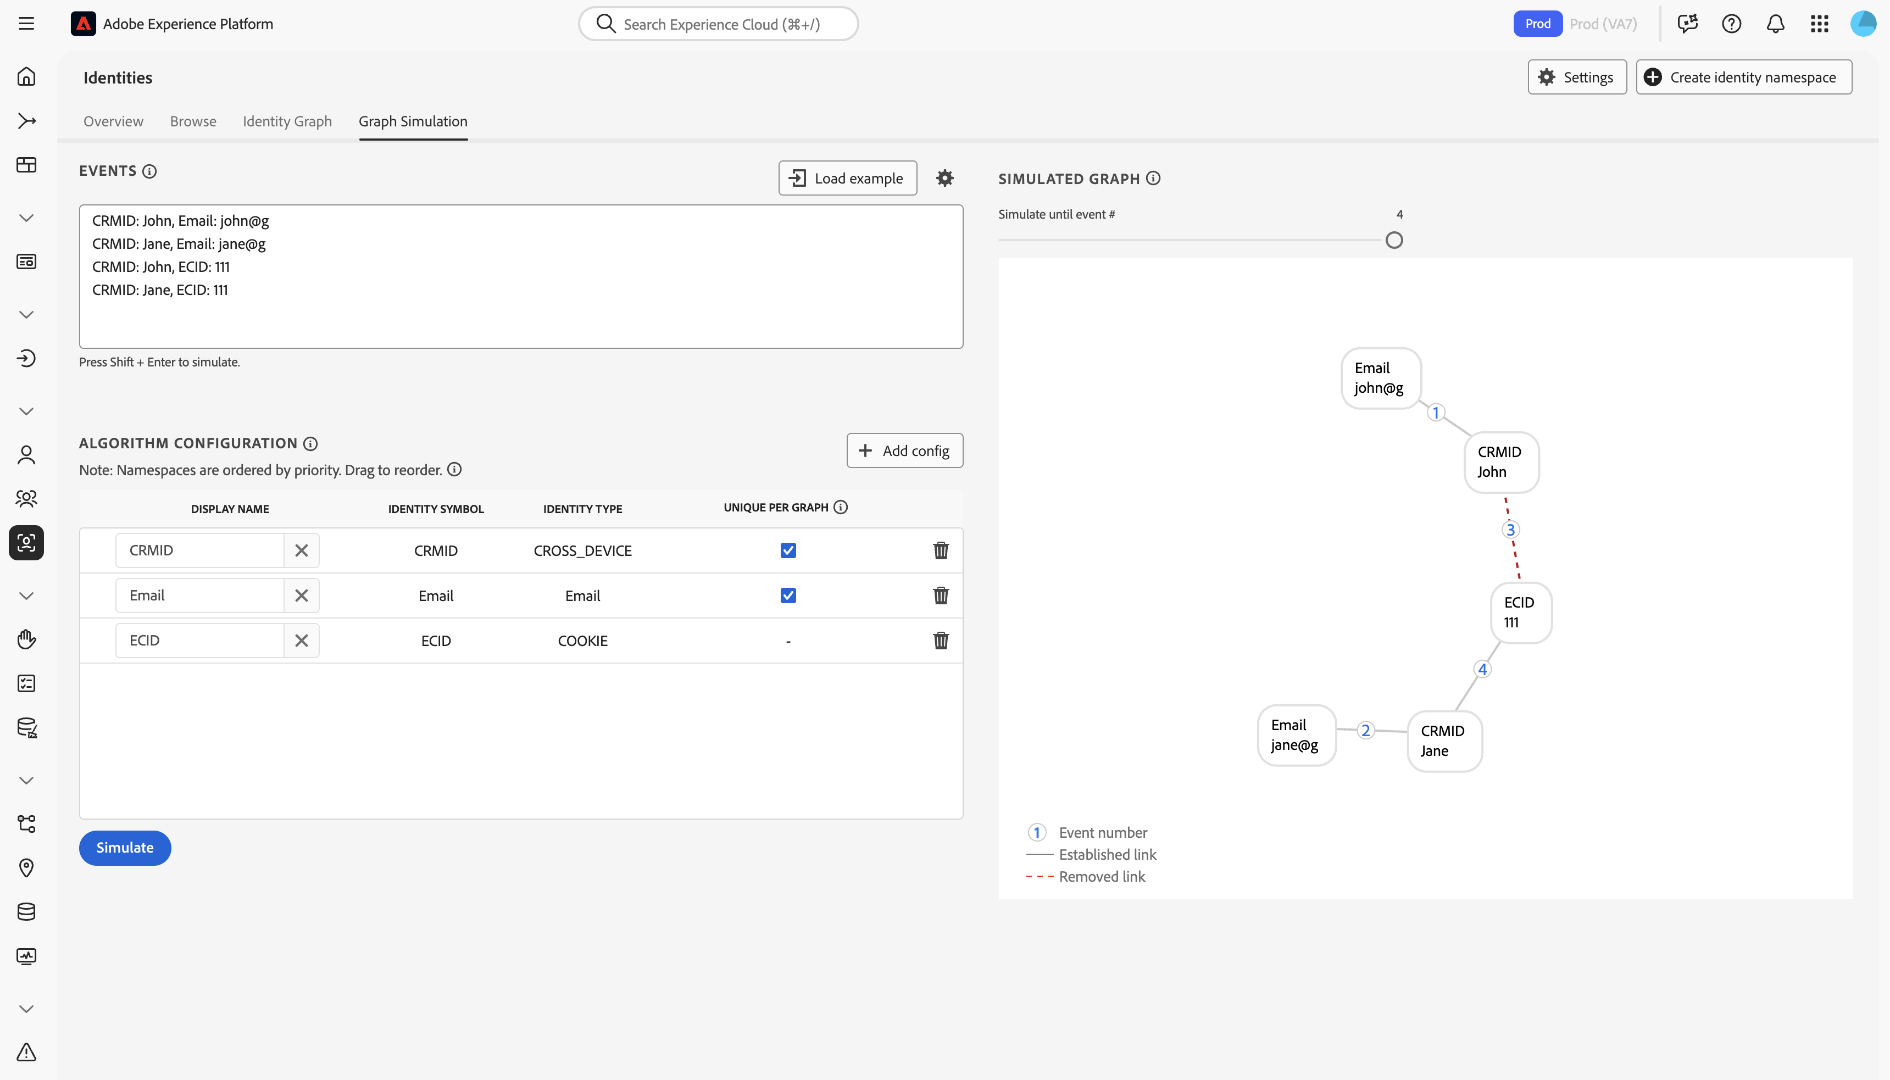 Adobe Experience Platform
Search Experience Cloud (⌘+/)
Prod
Prod (VA7)
Identities
Settings
Create identity namespace
Overview
Browse
Identity Graph
Graph Simulation
EVENTS
Load example
CRMID: John, Email: john@g
CRMID: Jane, Email: jane@g
CRMID: John, ECID: 111
CRMID: Jane, ECID: 111
Press Shift + Enter to simulate.
ALGORITHM CONFIGURATION
Note: Namespaces are ordered by priority. Drag to reorder.
Add config
DISPLAY NAME
IDENTITY SYMBOL
IDENTITY TYPE
UNIQUE PER GRAPH
CRMID
CRMID
CROSS_DEVICE
Email
Email
Email
ECID
ECID
COOKIE
-
Simulate
SIMULATED GRAPH
Simulate until event #
4
Email
john@g
1
CRMID
John
3
ECID
111
4
Email
jane@g
2
CRMID
Jane
1 Event number
Established link
Removed link